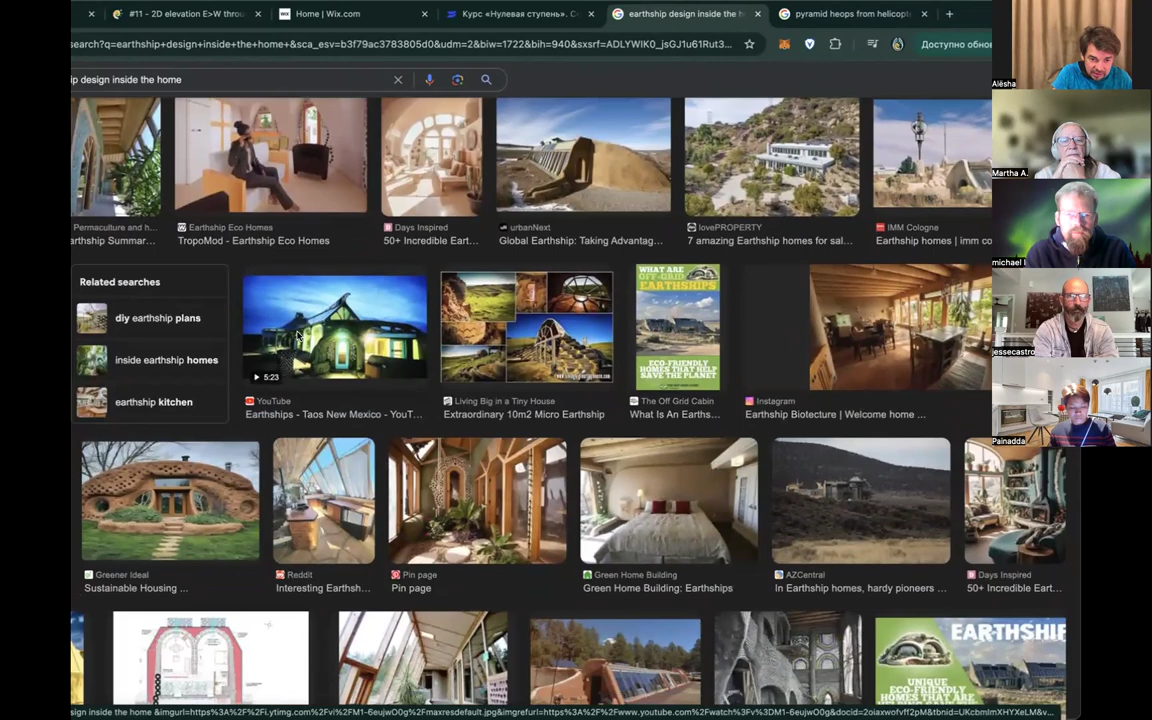 #11 - 2D elevation E>W throu
Home | Wix.com
Курс «Нулевая ступень». С
earthship design inside the h
pyramid heops from helicopt
search?q=earthship+design+inside+the+home+&sca_esv=b3f79ac3783805d0&udm=2&biw=1722&bih=940&sxsrf=ADLYWIK0_jsGJ1u61Rut3...
Доступно обнов
ip design inside the home
Alësha
Martha A.
michael l
jessecastro
Painadda
Permaculture and h...
arthship Summar...
Earthship Eco Homes
TropoMod - Earthship Eco Homes
Days Inspired
50+ Incredible Eart...
urbanNext
Global Earthship: Taking Advantag...
lovePROPERTY
7 amazing Earthship homes for sal...
IMM Cologne
Earthship homes | imm co
Related searches
diy earthship plans
inside earthship homes
earthship kitchen
5:23
YouTube
Earthships - Taos New Mexico - YouT...
Living Big in a Tiny House
Extraordinary 10m2 Micro Earthship
WHAT ARE
OFF-GRID
EARTHSHIPS
ECO-FRIENDLY
HOMES THAT HELP
SAVE THE PLANET
The Off Grid Cabin
What Is An Earths...
Instagram
Earthship Biotecture | Welcome home ...
Greener Ideal
Sustainable Housing ...
Reddit
Interesting Earthsh...
Pin page
Pin page
Green Home Building
Green Home Building: Earthships
AZCentral
In Earthship homes, hardy pioneers ...
Days Inspired
50+ Incredible Eart...
EARTHSHIP
UNIQUE
ECO-FRIENDLY
HOMES THAT ARE